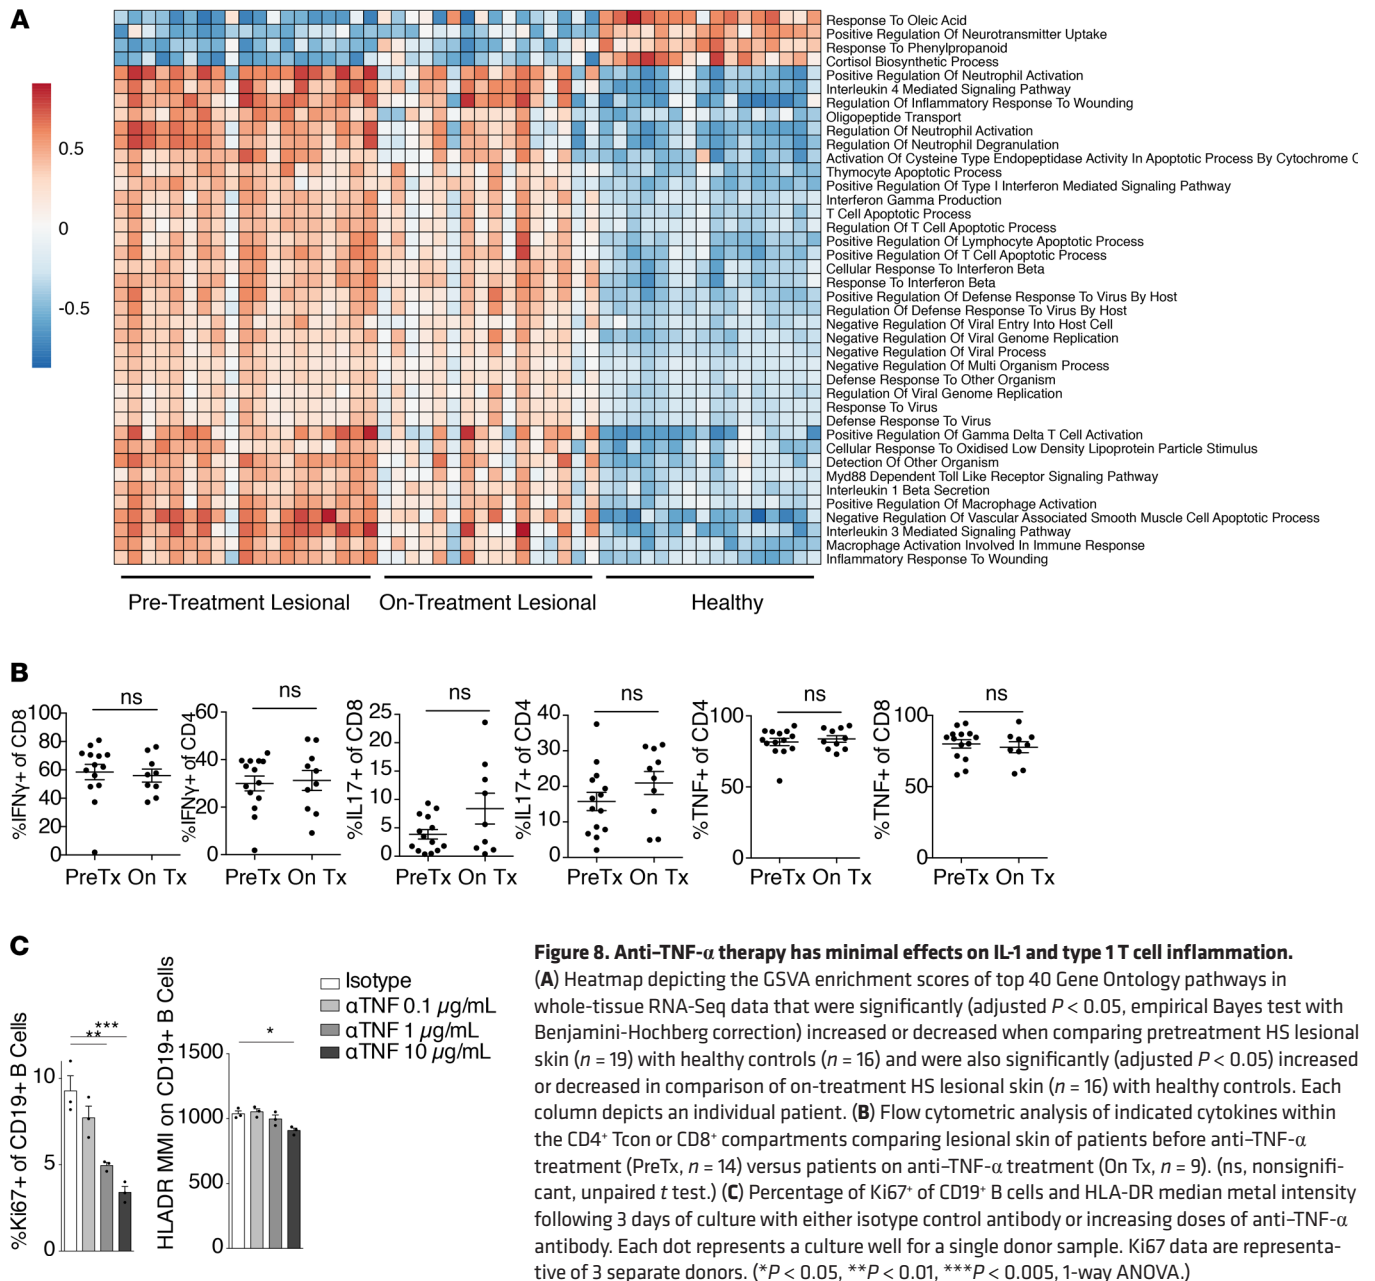 A
Response To Oleic Acid
Positive Regulation Of Neurotransmitter Uptake
Response To Phenylpropanoid
Cortisol Biosynthetic Process
Positive Regulation Of Neutrophil Activation
Interleukin 4 Mediated Signaling Pathway
Regulation Of Inflammatory Response To Wounding
Oligopeptide Transport
Regulation Of Neutrophil Activation
Regulation Of Neutrophil Degranulation
Activation Of Cysteine Type Endopeptidase Activity In Apoptotic Process By Cytochrome C
Thymocyte Apoptotic Process
Positive Regulation Of Type I Interferon Mediated Signaling Pathway
Interferon Gamma Production
T Cell Apoptotic Process
Regulation Of T Cell Apoptotic Process
Positive Regulation Of Lymphocyte Apoptotic Process
Positive Regulation Of T Cell Apoptotic Process
Cellular Response To Interferon Beta
Response To Interferon Beta
Positive Regulation Of Defense Response To Virus By Host
Regulation Of Defense Response To Virus By Host
Negative Regulation Of Viral Entry Into Host Cell
Negative Regulation Of Viral Genome Replication
Negative Regulation Of Viral Process
Negative Regulation Of Multi Organism Process
Defense Response To Other Organism
Regulation Of Viral Genome Replication
Response To Virus
Defense Response To Virus
Positive Regulation Of Gamma Delta T Cell Activation
Cellular Response To Oxidised Low Density Lipoprotein Particle Stimulus
Detection Of Other Organism
Myd88 Dependent Toll Like Receptor Signaling Pathway
Interleukin 1 Beta Secretion
Positive Regulation Of Macrophage Activation
Negative Regulation Of Vascular Associated Smooth Muscle Cell Apoptotic Process
Interleukin 3 Mediated Signaling Pathway
Macrophage Activation Involved In Immune Response
Inflammatory Response To Wounding
0.5
0
-0.5
Pre-Treatment Lesional On-Treatment Lesional Healthy
B
%IFNγ+ of CD8
100
80
60
40
20
0
ns
PreTx On Tx
%IFNγ+ of CD4
60
40
20
0
ns
PreTx On Tx
%IL17+ of CD8
25
20
15
10
5
0
ns
PreTx On Tx
%IL17+ of CD4
40
30
20
10
0
ns
PreTx On Tx
%TNF+ of CD4
100
50
0
ns
PreTx On Tx
%TNF+ of CD8
100
50
0
ns
PreTx On Tx
C
%Ki67+ of CD19+ B Cells
10
5
0
***
**
HLADR MMI on CD19+ B Cells
1500
1000
500
0
*
Isotype
αTNF 0.1 µg/mL
αTNF 1 µg/mL
αTNF 10 µg/mL
Figure 8. Anti–TNF-α therapy has minimal effects on IL-1 and type 1 T cell inflammation.
(A) Heatmap depicting the GSVA enrichment scores of top 40 Gene Ontology pathways in
whole-tissue RNA-Seq data that were significantly (adjusted P < 0.05, empirical Bayes test with
Benjamini-Hochberg correction) increased or decreased when comparing pretreatment HS lesional
skin (n = 19) with healthy controls (n = 16) and were also significantly (adjusted P < 0.05) increased
or decreased in comparison of on-treatment HS lesional skin (n = 16) with healthy controls. Each
column depicts an individual patient. (B) Flow cytometric analysis of indicated cytokines within
the CD4⁺ Tcon or CD8⁺ compartments comparing lesional skin of patients before anti–TNF-α
treatment (PreTx, n = 14) versus patients on anti–TNF-α treatment (On Tx, n = 9). (ns, nonsignifi-
cant, unpaired t test.) (C) Percentage of Ki67⁺ of CD19⁺ B cells and HLA-DR median metal intensity
following 3 days of culture with either isotype control antibody or increasing doses of anti–TNF-α
antibody. Each dot represents a culture well for a single donor sample. Ki67 data are representa-
tive of 3 separate donors. (*P < 0.05, **P < 0.01, ***P < 0.005, 1-way ANOVA.)